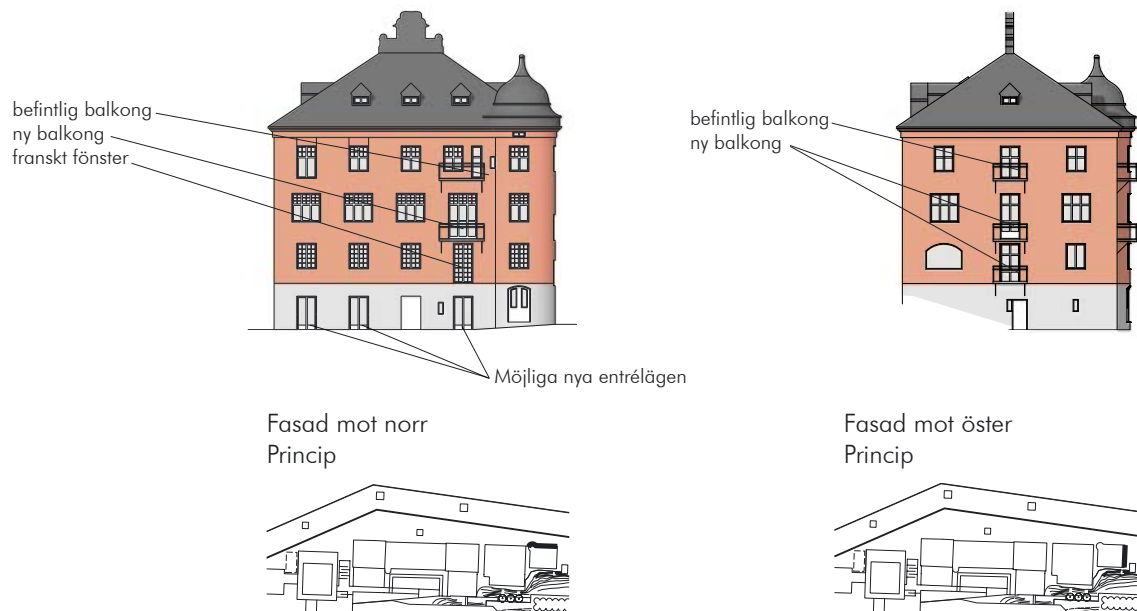 befintlig balkong
ny balkong
franskt fönster
befintlig balkong
ny balkong
Möjliga nya entrélägen
Fasad mot norr
Princip
Fasad mot öster
Princip